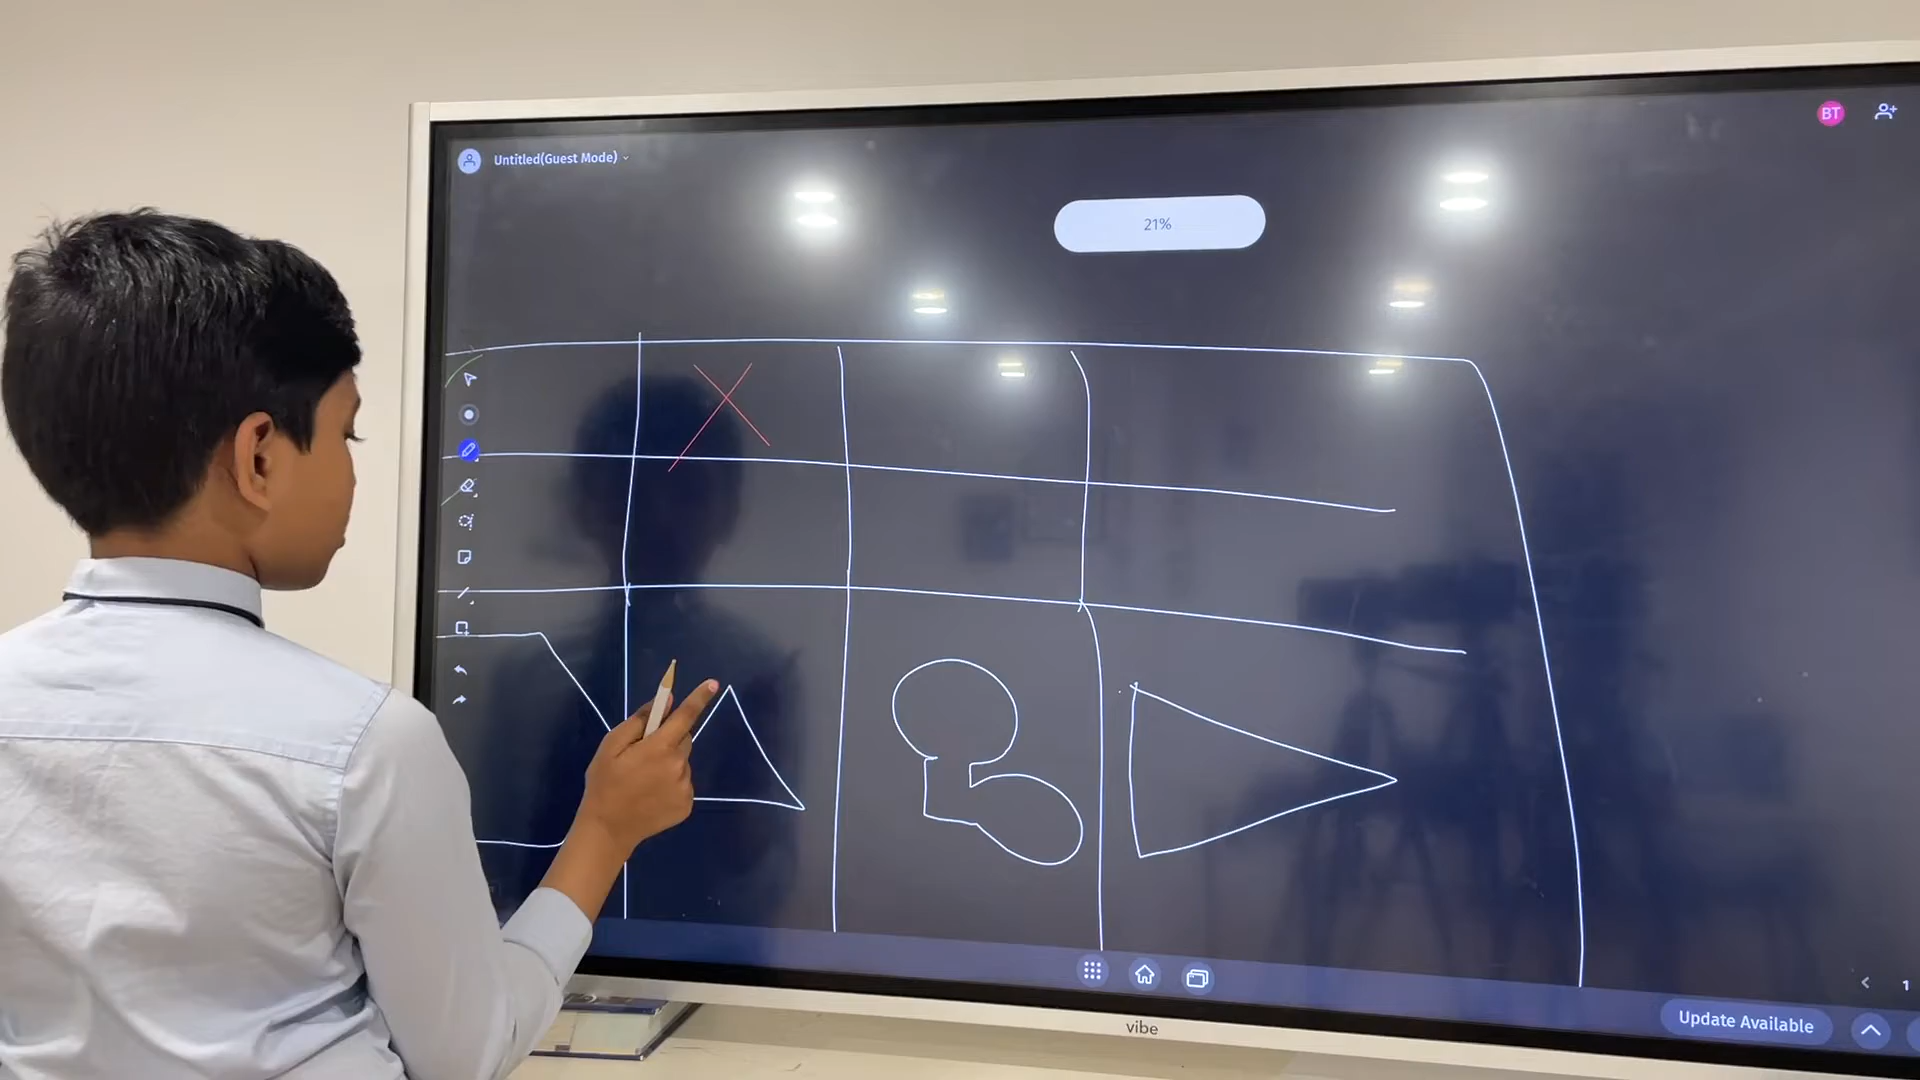 BT
Untitled(Guest Mode)
21%
1
vibe
Update Available